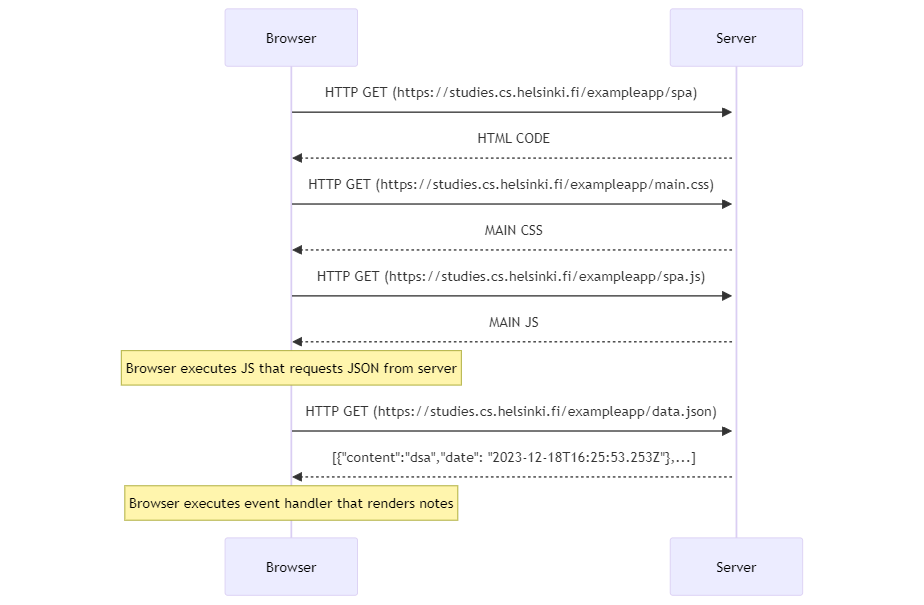 Browser
Server
HTTP GET (https://studies.cs.helsinki.fi/exampleapp/spa)
HTML CODE
HTTP GET (https://studies.cs.helsinki.fi/exampleapp/main.css)
MAIN CSS
HTTP GET (https://studies.cs.helsinki.fi/exampleapp/spa.js)
MAIN JS
Browser executes JS that requests JSON from server
HTTP GET (https://studies.cs.helsinki.fi/exampleapp/data.json)
[{"content":"dsa","date": "2023-12-18T16:25:53.253Z"},...]
Browser executes event handler that renders notes
Browser
Server